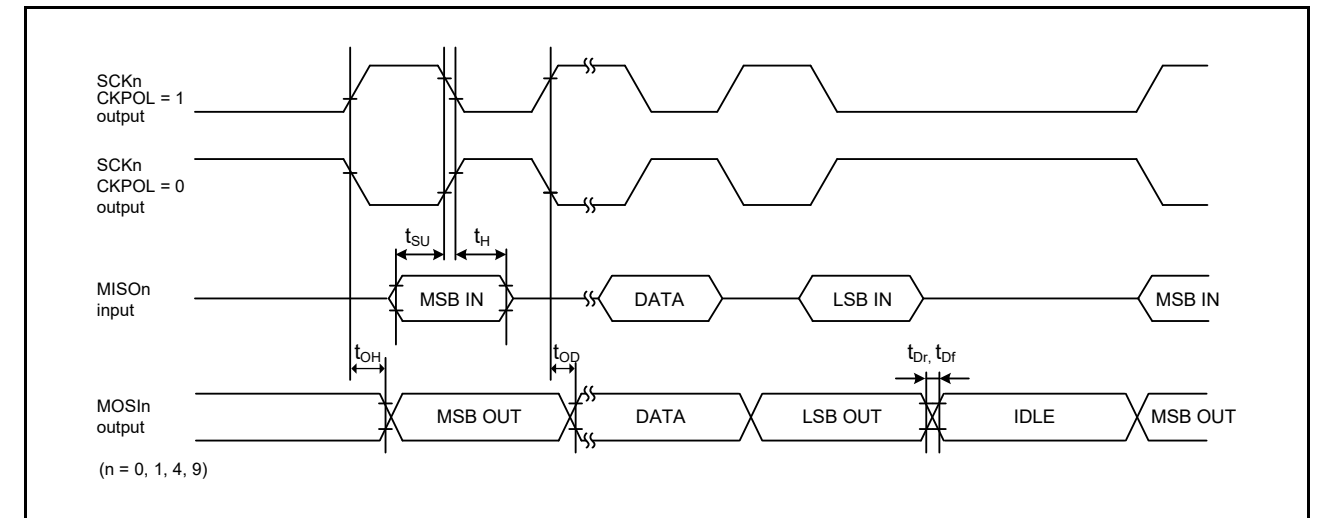 SCKn
CKPOL = 1
output
SCKn
CKPOL = 0
output
tSU
tH
MISOn
input
MSB IN
DATA
LSB IN
MSB IN
tOH
tOD
tDr, tDf
MOSIn
output
MSB OUT
DATA
LSB OUT
IDLE
MSB OUT
(n = 0, 1, 4, 9)